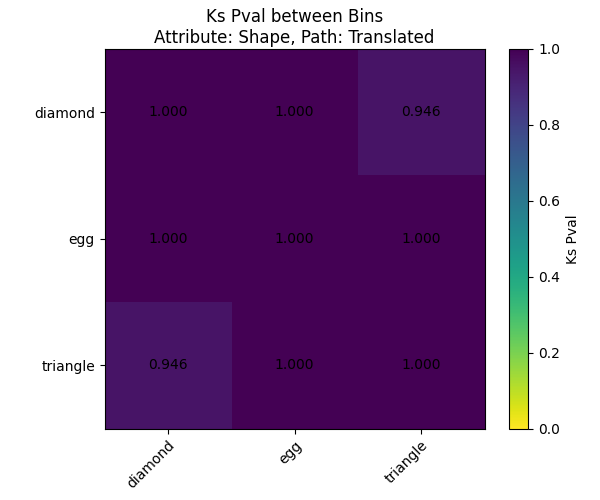 Ks Pval between Bins
Attribute: Shape, Path: Translated
diamond
1.000 1.000 0.946
egg
1.000 1.000 1.000
triangle
0.946 1.000 1.000
diamond
egg
triangle
1.0
0.8
0.6
0.4
0.2
0.0
Ks Pval